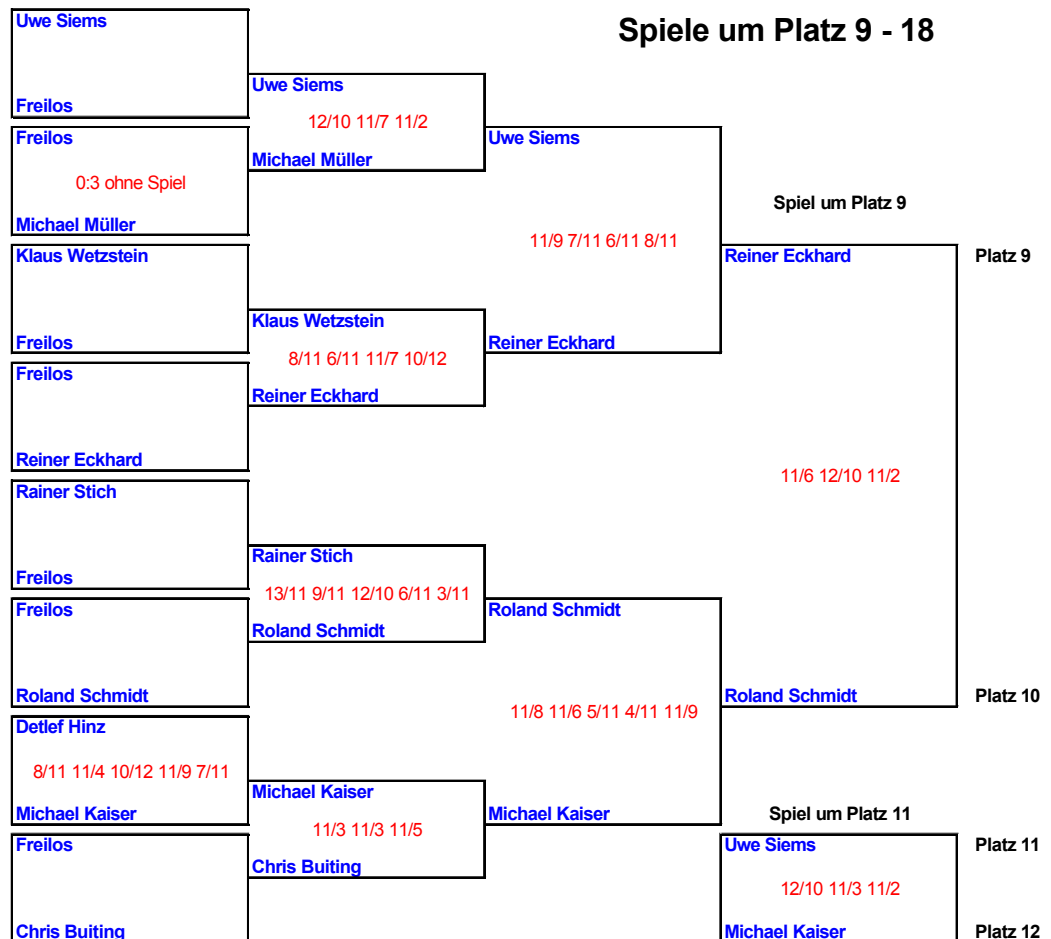 Uwe Siems
Spiele um Platz 9 - 18
Uwe Siems
Freilos
12/10 11/7 11/2
Freilos
Uwe Siems
Michael Müller
0:3 ohne Spiel
Spiel um Platz 9
Michael Müller
11/9 7/11 6/11 8/11
Klaus Wetzstein
Reiner Eckhard
Platz 9
Klaus Wetzstein
Freilos
Reiner Eckhard
8/11 6/11 11/7 10/12
Freilos
Reiner Eckhard
Reiner Eckhard
11/6 12/10 11/2
Rainer Stich
Rainer Stich
Freilos
13/11 9/11 12/10 6/11 3/11
Freilos
Roland Schmidt
Roland Schmidt
Roland Schmidt
Roland Schmidt
Platz 10
11/8 11/6 5/11 4/11 11/9
Detlef Hinz
8/11 11/4 10/12 11/9 7/11
Michael Kaiser
Michael Kaiser
Michael Kaiser
Spiel um Platz 11
11/3 11/3 11/5
Freilos
Uwe Siems
Platz 11
Chris Buiting
12/10 11/3 11/2
Chris Buiting
Michael Kaiser
Platz 12